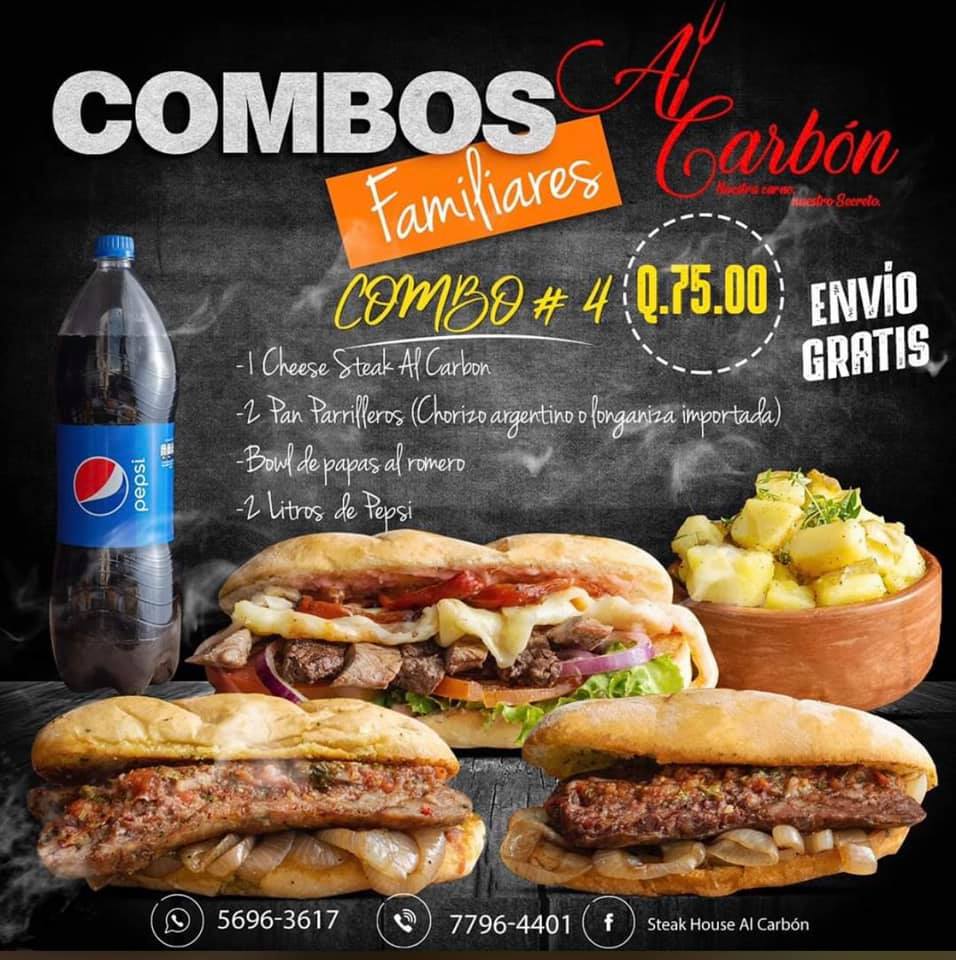 COMBOS
Familiares
Al Carbón
Nuestra carne,
nuestro Secreto.
COMBO # 4
Q.75.00
ENVÍO
GRATIS
-1 Cheese Steak Al Carbon
-2 Pan Parrilleros (Chorizo argentino o longaniza importada)
-Bowl de papas al romero
-2 Litros de Pepsi
pepsi
5696-3617
7796-4401
f
Steak House Al Carbón